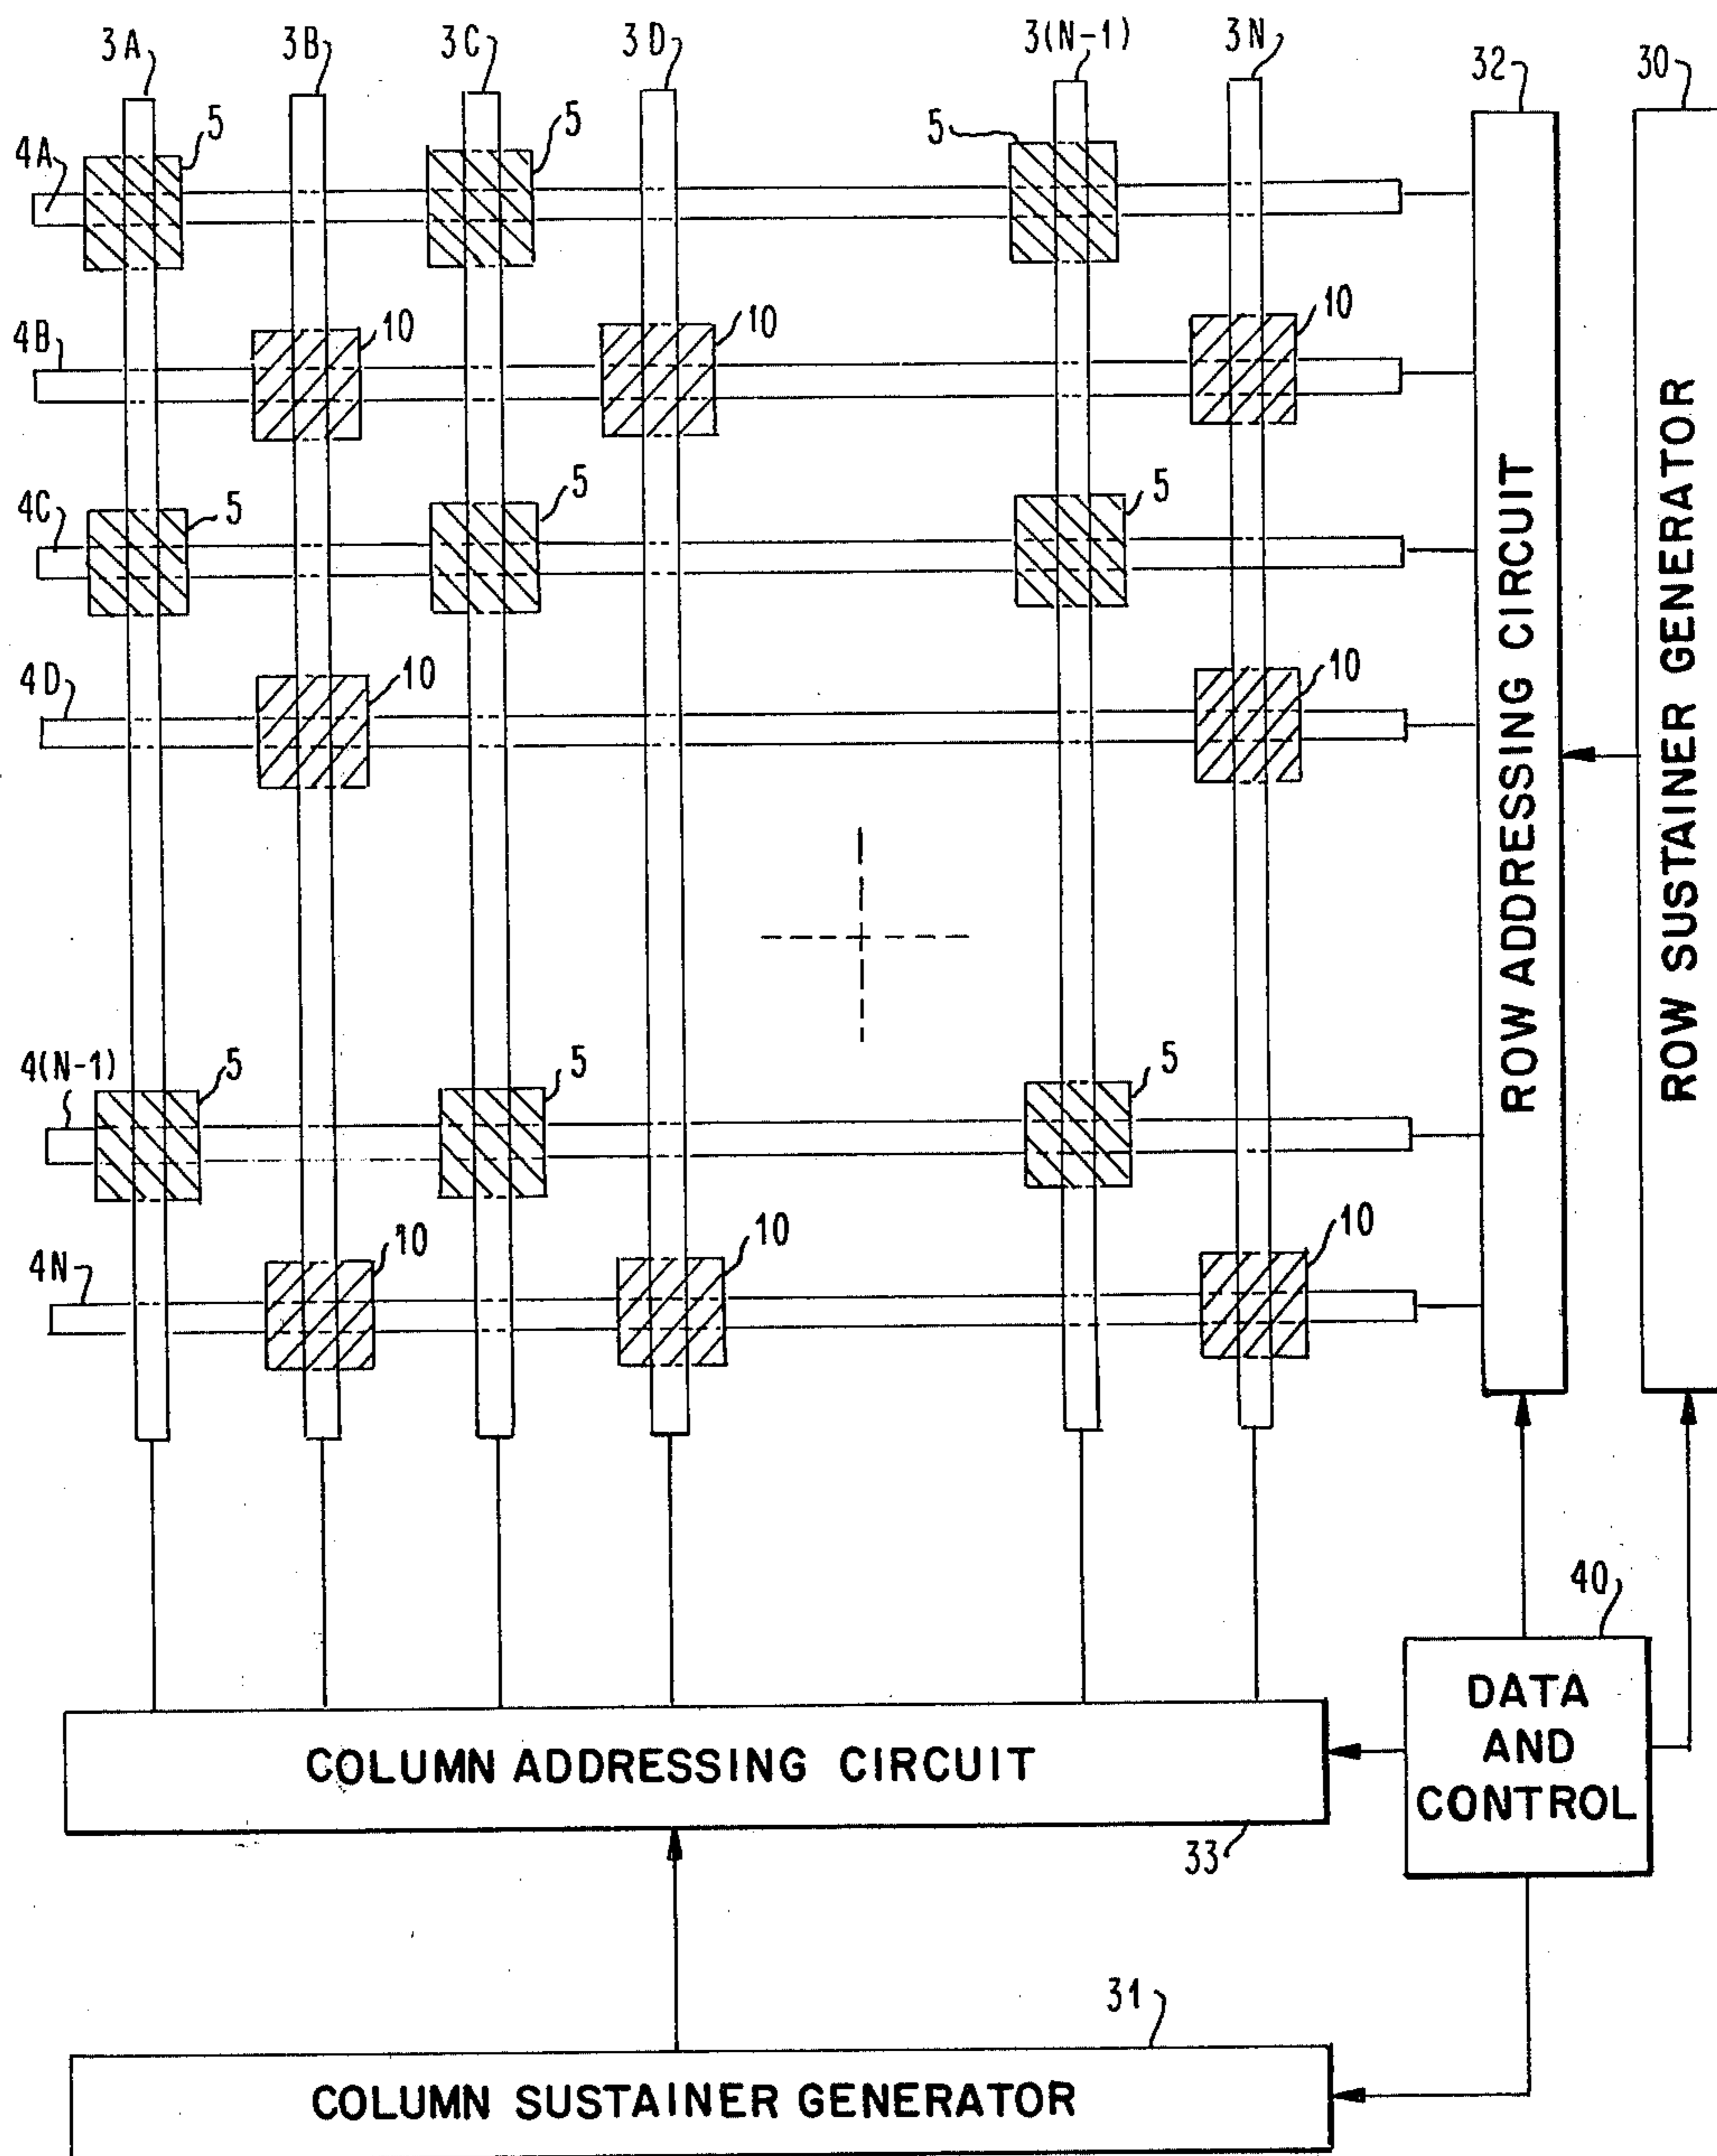 3A 3B 3C 3D 3(N-1) 3N 32 30
5 5 5
4A
10 10 10
4B
5 5 5
4C
10 10
4D
5 5 5
4(N-1)
10 10 10
4N
ROW ADDRESSING CIRCUIT
ROW SUSTAINER GENERATOR
40
DATA
AND
CONTROL
COLUMN ADDRESSING CIRCUIT
33
31
COLUMN SUSTAINER GENERATOR